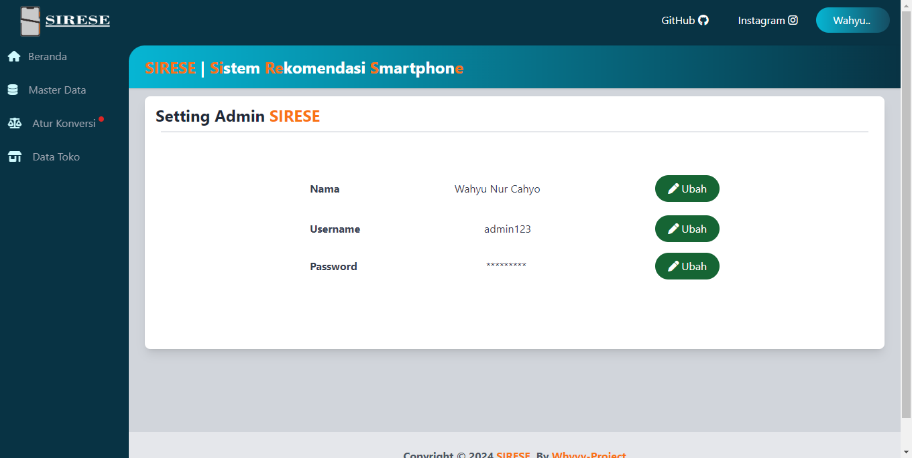 SIRESE
GitHub
Instagram
Wahyu..
Beranda
Master Data
Atur Konversi
Data Toko
SIRESE | Sistem Rekomendasi Smartphone
Setting Admin SIRESE
Nama Wahyu Nur Cahyo Ubah
Username admin123 Ubah
Password ********* Ubah
Copyright © 2024 SIRESE. By Whyyy-Project